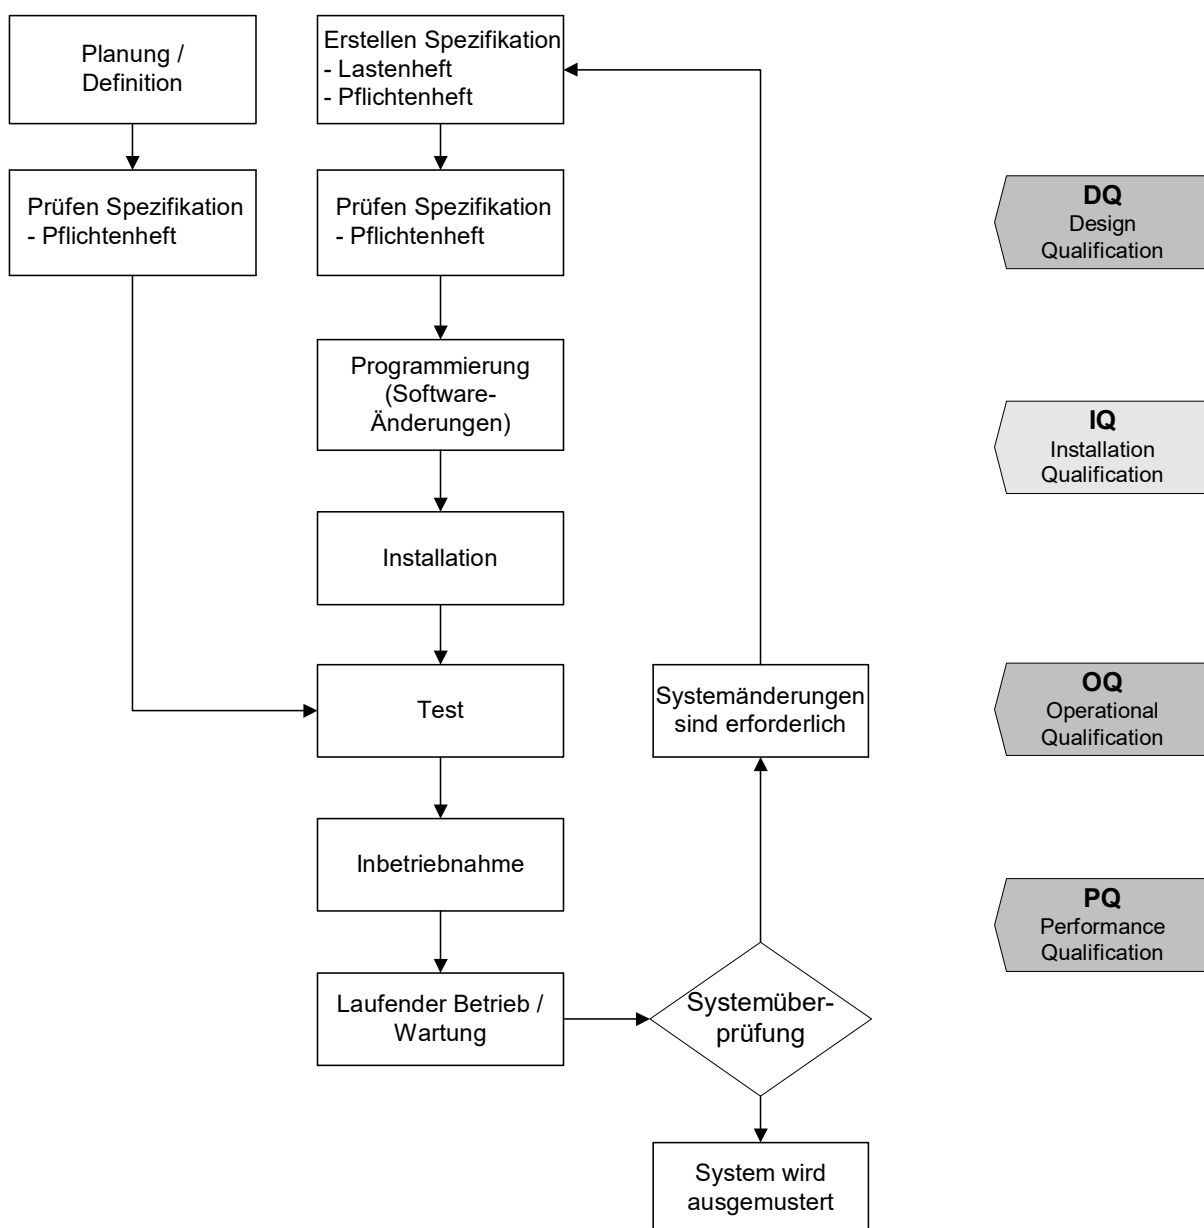 Planung /
Definition
Erstellen Spezifikation
- Lastenheft
- Pflichtenheft
Prüfen Spezifikation
- Pflichtenheft
Prüfen Spezifikation
- Pflichtenheft
DQ
Design
Qualification
Programmierung
(Software-
Änderungen)
IQ
Installation
Qualification
Installation
Test
Systemänderungen
sind erforderlich
OQ
Operational
Qualification
Inbetriebnahme
PQ
Performance
Qualification
Laufender Betrieb /
Wartung
Systemüber-
prüfung
System wird
ausgemustert